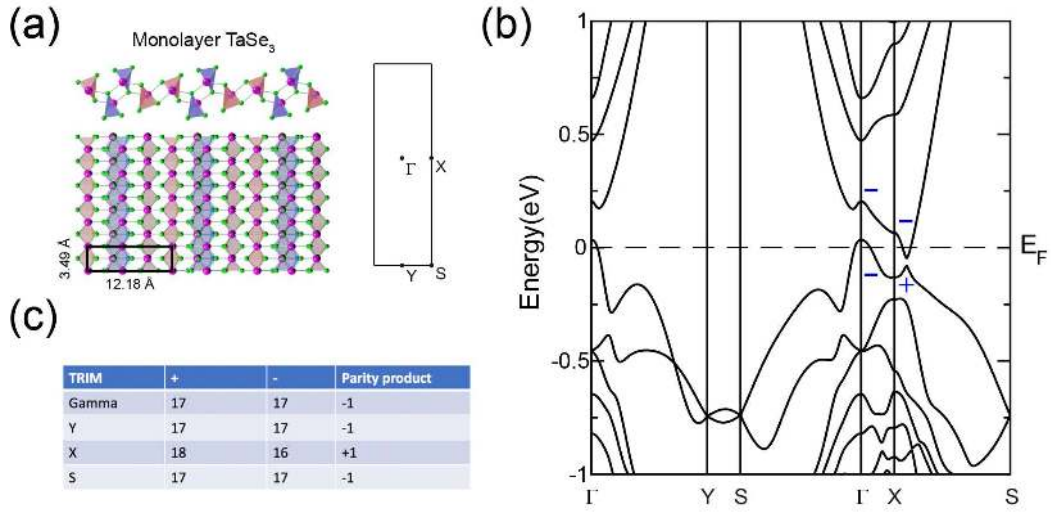 (a)
Monolayer TaSe3
Γ
X
Y
S
3.49 Å
12.18 Å
(b)
Energy(eV)
1
0.5
0
-0.5
-1
−
−
−
+
EF
Γ
Y
S
Γ
X
S
(c)
TRIM + - Parity product
Gamma 17 17 -1
Y 17 17 -1
X 18 16 +1
S 17 17 -1